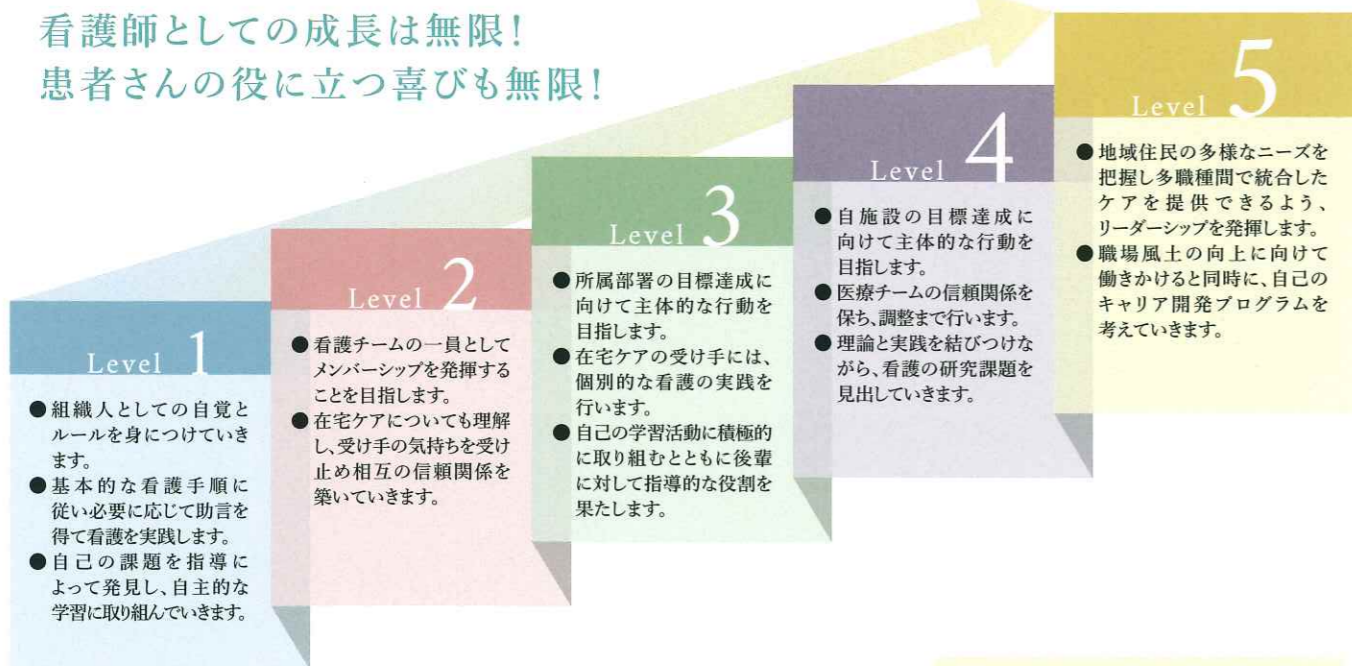 看護師としての成長は無限!
患者さんの役に立つ喜びも無限!
Level 1
●組織人としての自覚と
ルールを身につけていき
ます。
●基本的な看護手順に
従い必要に応じて助言を
得て看護を実践します。
●自己の課題を指導に
よって発見し、自主的な
学習に取り組んでいきます。
Level 2
●看護チームの一員として
メンバーシップを発揮する
ことを目指します。
●在宅ケアについても理解
し、受け手の気持ちを受け
止め相互の信頼関係を
築いていきます。
Level 3
●所属部署の目標達成に
向けて主体的な行動を
目指します。
●在宅ケアの受け手には、
個別的な看護の実践を
行います。
●自己の学習活動に積極的
に取り組むとともに後輩
に対して指導的な役割を
果たします。
Level 4
●自施設の目標達成に
向けて主体的な行動を
目指します。
●医療チームの信頼関係を
保ち、調整まで行います。
●理論と実践を結びつけな
がら、看護の研究課題を
見出していきます。
Level 5
●地域住民の多様なニーズを
把握し多職種間で統合した
ケアを提供できるよう、
リーダーシップを発揮します。
●職場風土の向上に向けて
働きかけると同時に、自己の
キャリア開発プログラムを
考えていきます。